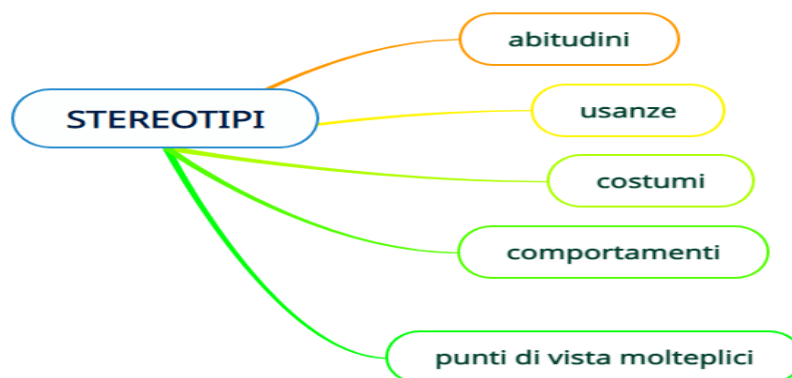 STEREOTIPI
abitudini
usanze
costumi
comportamenti
punti di vista molteplici